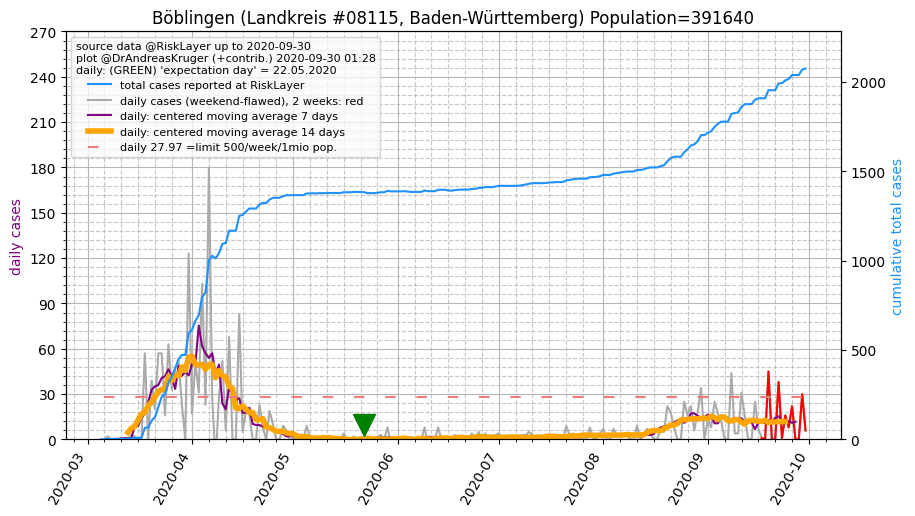 Böblingen (Landkreis #08115, Baden-Württemberg) Population=391640
source data @RiskLayer up to 2020-09-30
plot @DrAndreasKruger (+contrib.) 2020-09-30 01:28
daily: (GREEN) 'expectation day' = 22.05.2020
total cases reported at RiskLayer
daily cases (weekend-flawed), 2 weeks: red
daily: centered moving average 7 days
daily: centered moving average 14 days
daily 27.97 =limit 500/week/1mio pop.
daily cases
270
240
210
180
150
120
90
60
30
0
cumulative total cases
2000
1500
1000
500
0
2020-03
2020-04
2020-05
2020-06
2020-07
2020-08
2020-09
2020-10